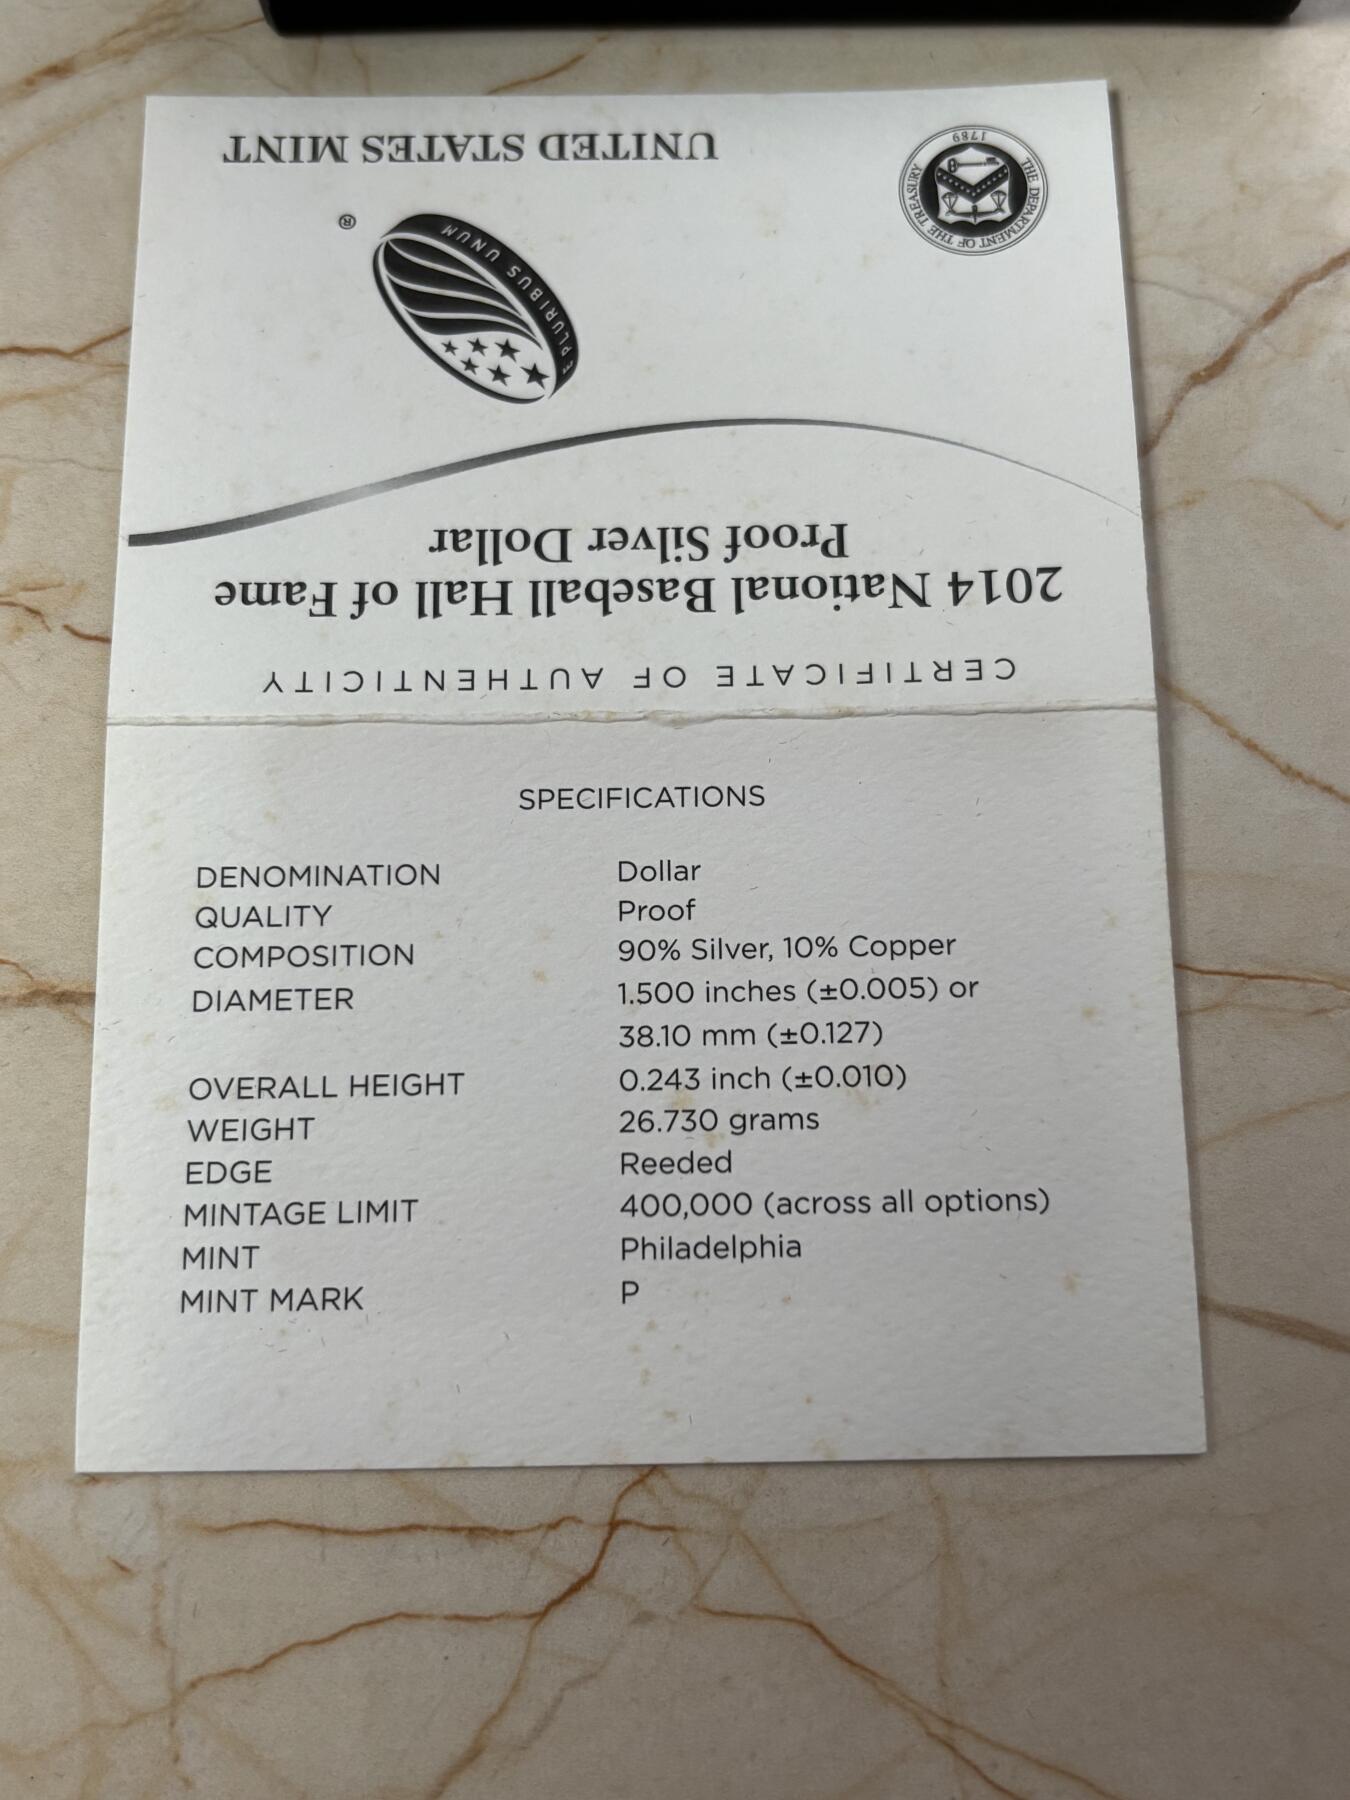 UNITED STATES MINT
THE DEPARTMENT OF THE TREASURY
1789
E PLURIBUS UNUM
®
2014 National Baseball Hall of Fame
Proof Silver Dollar
CERTIFICATE OF AUTHENTICITY
SPECIFICATIONS
DENOMINATION Dollar
QUALITY Proof
COMPOSITION 90% Silver, 10% Copper
DIAMETER 1.500 inches (±0.005) or
38.10 mm (±0.127)
OVERALL HEIGHT 0.243 inch (±0.010)
WEIGHT 26.730 grams
EDGE Reeded
MINTAGE LIMIT 400,000 (across all options)
MINT Philadelphia
MINT MARK P